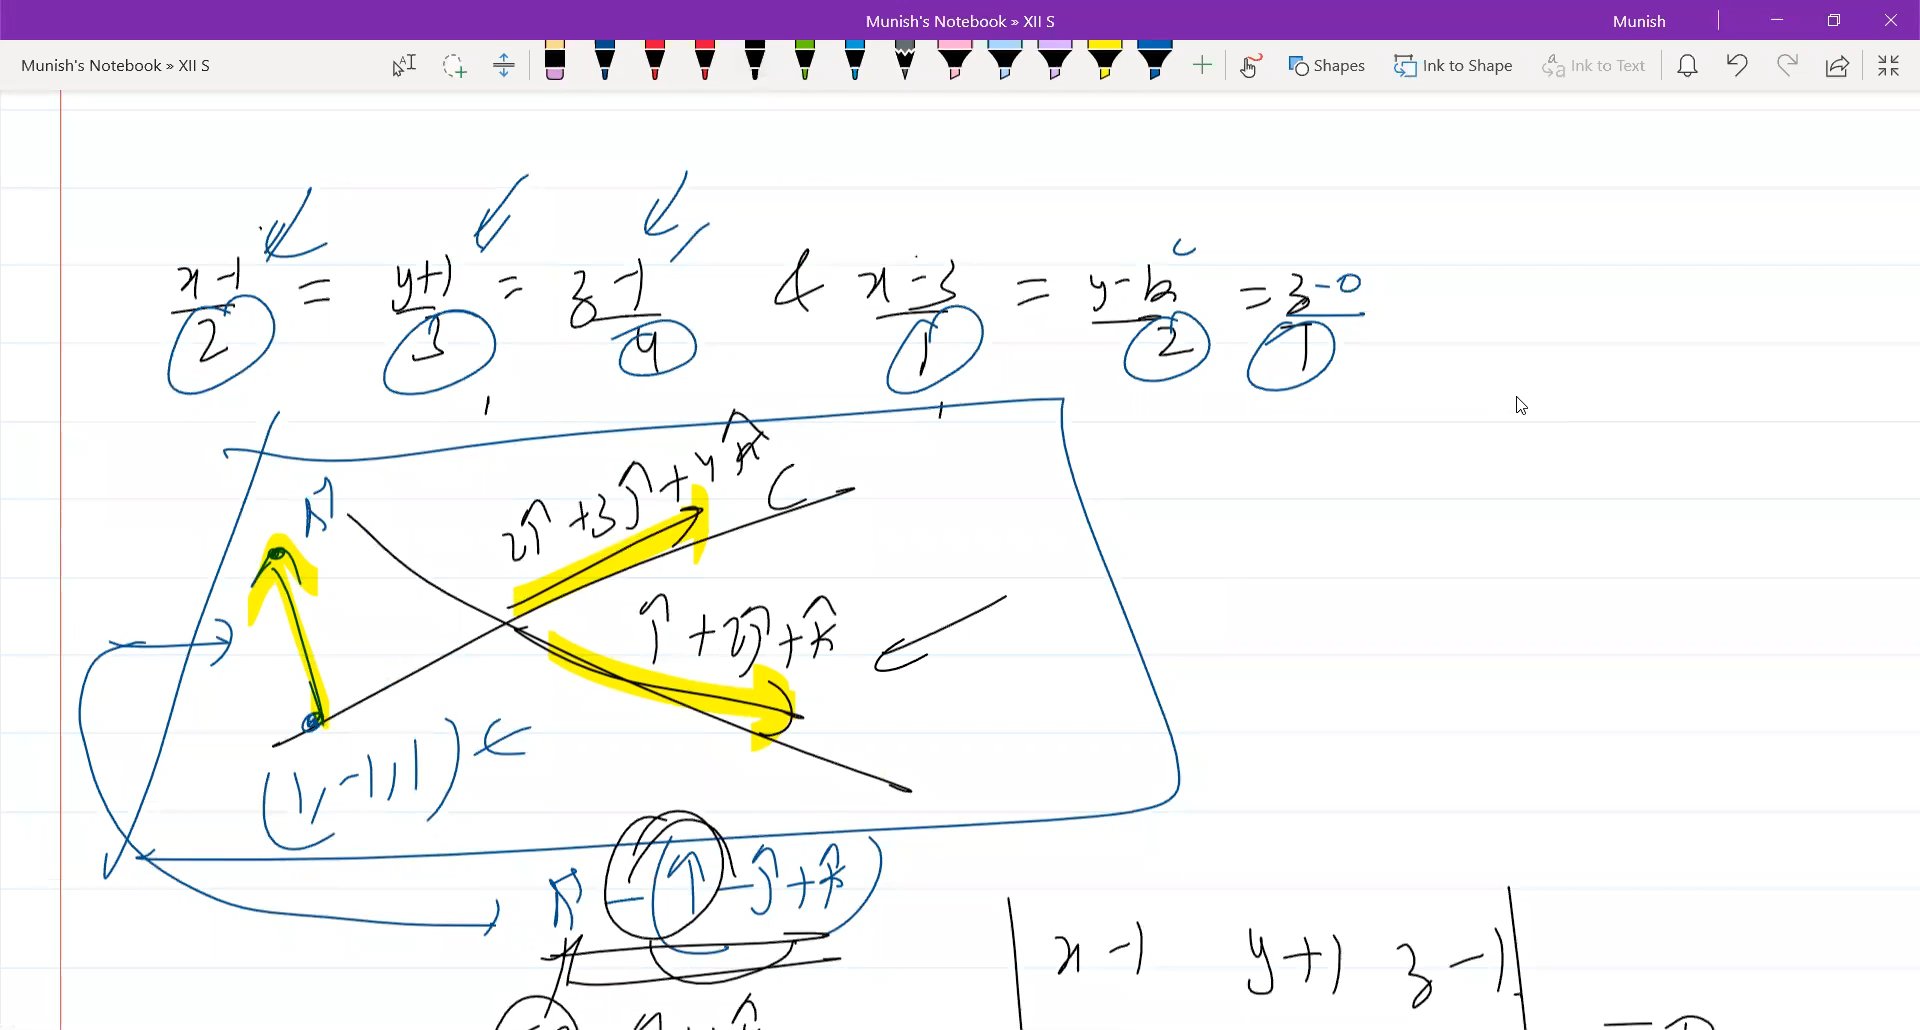 Munish's Notebook » XII S
Munish
Munish's Notebook » XII S
Shapes
Ink to Shape
Ink to Text
(x-1)/2 = (y+1)/3 = (z-1)/4 & (x-3)/1 = (y-k)/2 = (z-0)/1
2î+3ĵ+4k̂
r⃗
î+2ĵ+k̂
(1,-1,1)
r⃗ - (î-ĵ+k̂)
| x-1 y+1 z-1 |